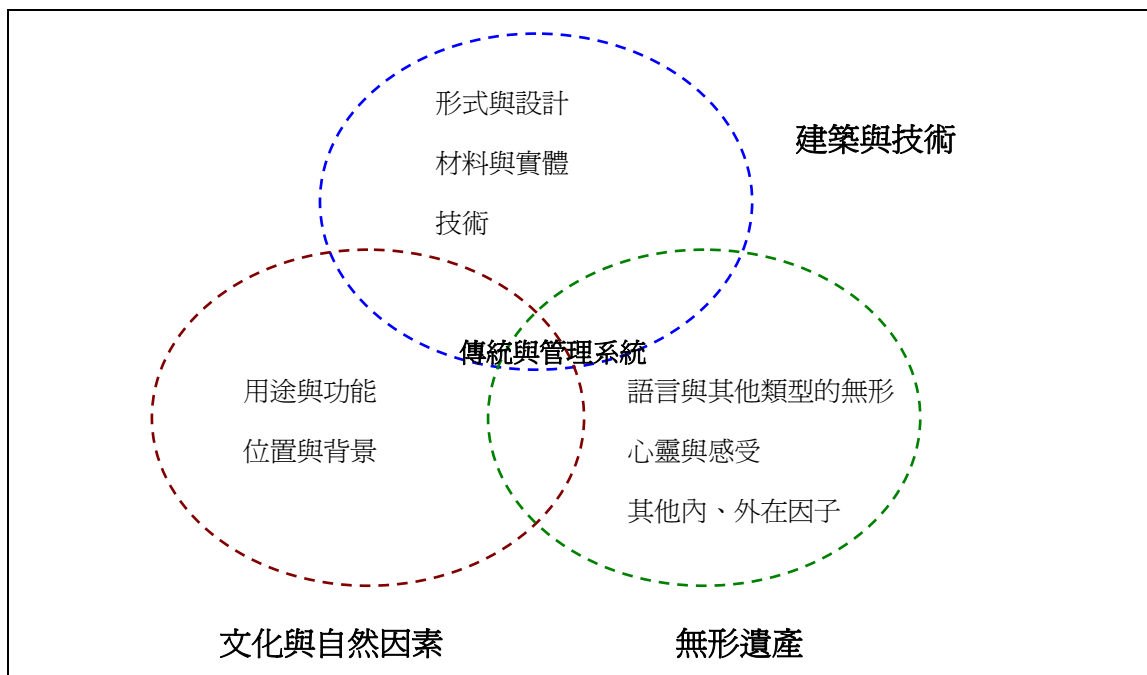 形式與設計
建築與技術
材料與實體
技術
傳統與管理系統
用途與功能
位置與背景
語言與其他類型的無形
心靈與感受
其他內、外在因子
文化與自然因素
無形遺產